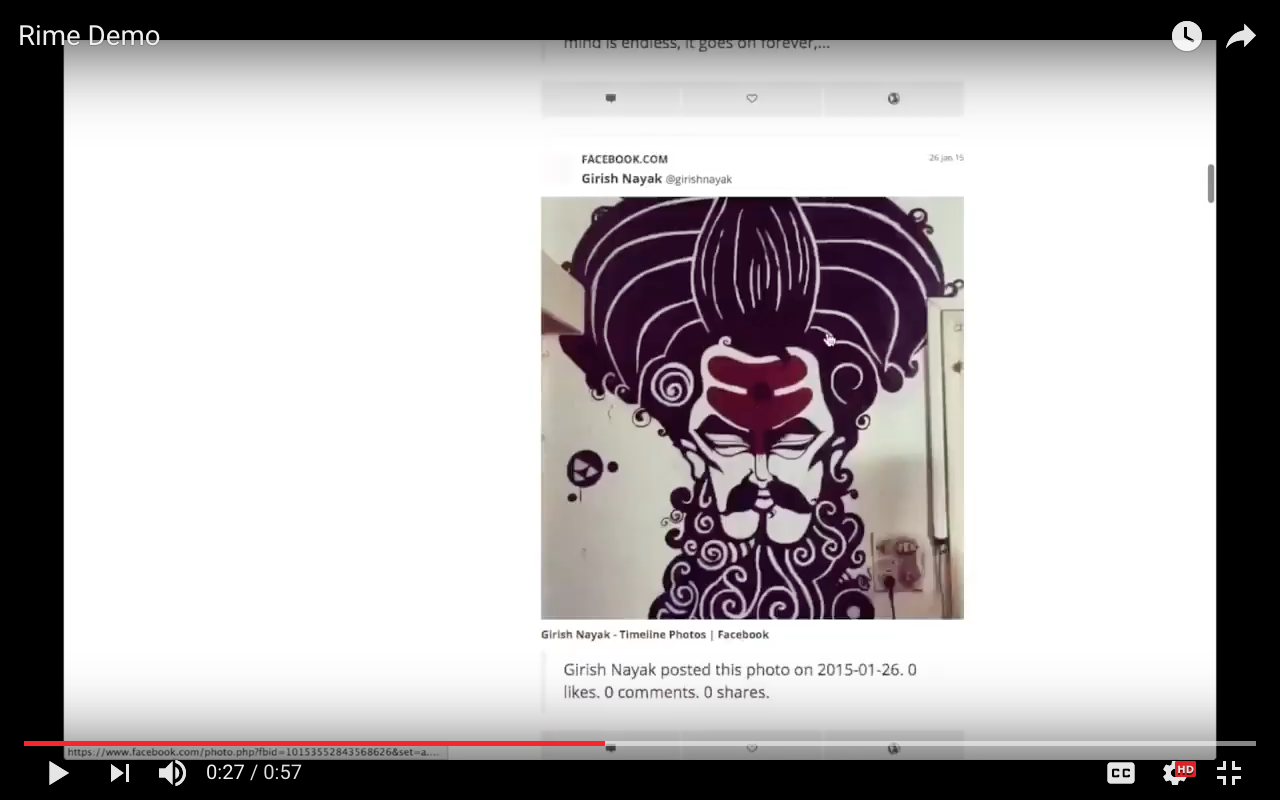 Rime Demo
mind is endless, it goes on forever,...
FACEBOOK.COM
26 jan 15
Girish Nayak @girishnayak
Girish Nayak - Timeline Photos | Facebook
Girish Nayak posted this photo on 2015-01-26. 0
likes. 0 comments. 0 shares.
https://www.facebook.com/photo.php?fbid=10153552843568626&set=a....
0:27 / 0:57
CC
HD